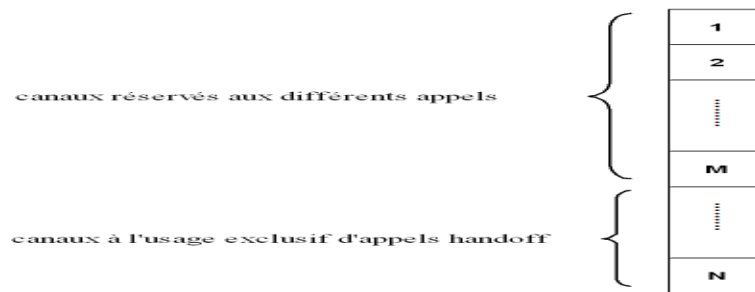 1
2
canaux réservés aux différents appels
M
canaux à l'usage exclusif d'appels handoff
N